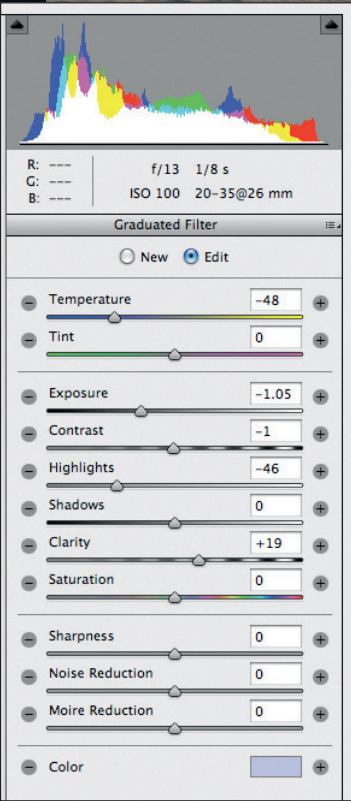 R: ---
G: ---
B: ---
f/13 1/8 s
ISO 100 20-35@26 mm
Graduated Filter
New Edit
Temperature -48
Tint 0
Exposure -1.05
Contrast -1
Highlights -46
Shadows 0
Clarity +19
Saturation 0
Sharpness 0
Noise Reduction 0
Moire Reduction 0
Color